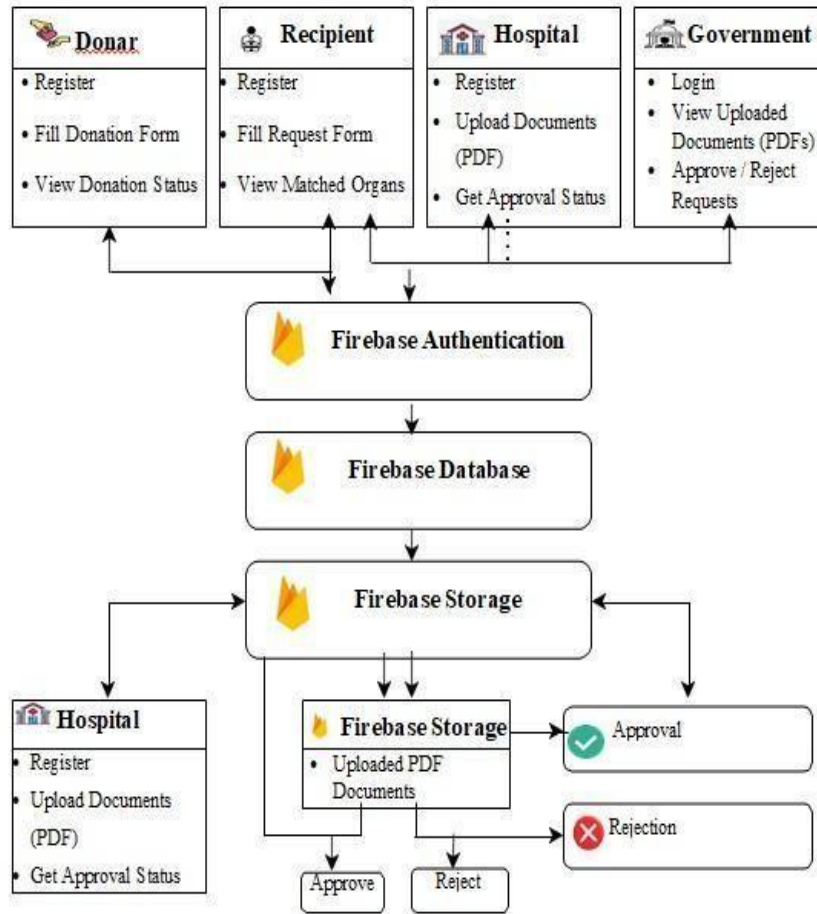 Donar
Register
Fill Donation Form
View Donation Status
Recipient
Register
Fill Request Form
View Matched Organs
Hospital
Register
Upload Documents
(PDF)
Get Approval Status
Government
Login
View Uploaded
Documents (PDFs)
Approve / Reject
Requests
Firebase Authentication
Firebase Database
Firebase Storage
Hospital
Register
Upload Documents
(PDF)
Get Approval Status
Firebase Storage
Uploaded PDF
Documents
Approval
Rejection
Approve
Reject